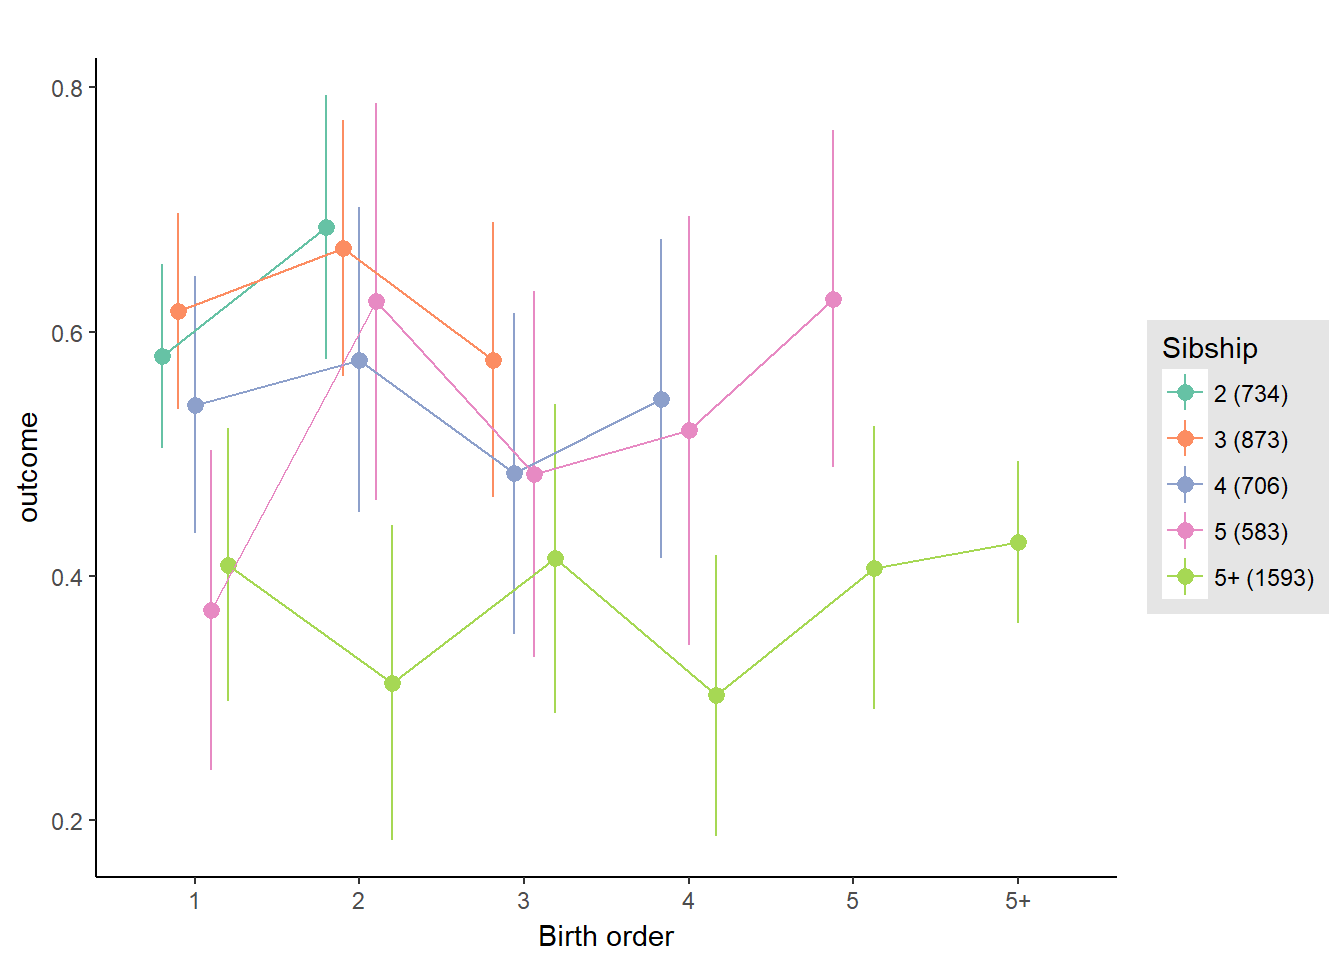 0.8
0.6
0.4
0.2
outcome
1 2 3 4 5 5+
Birth order
Sibship
2 (734)
3 (873)
4 (706)
5 (583)
5+ (1593)